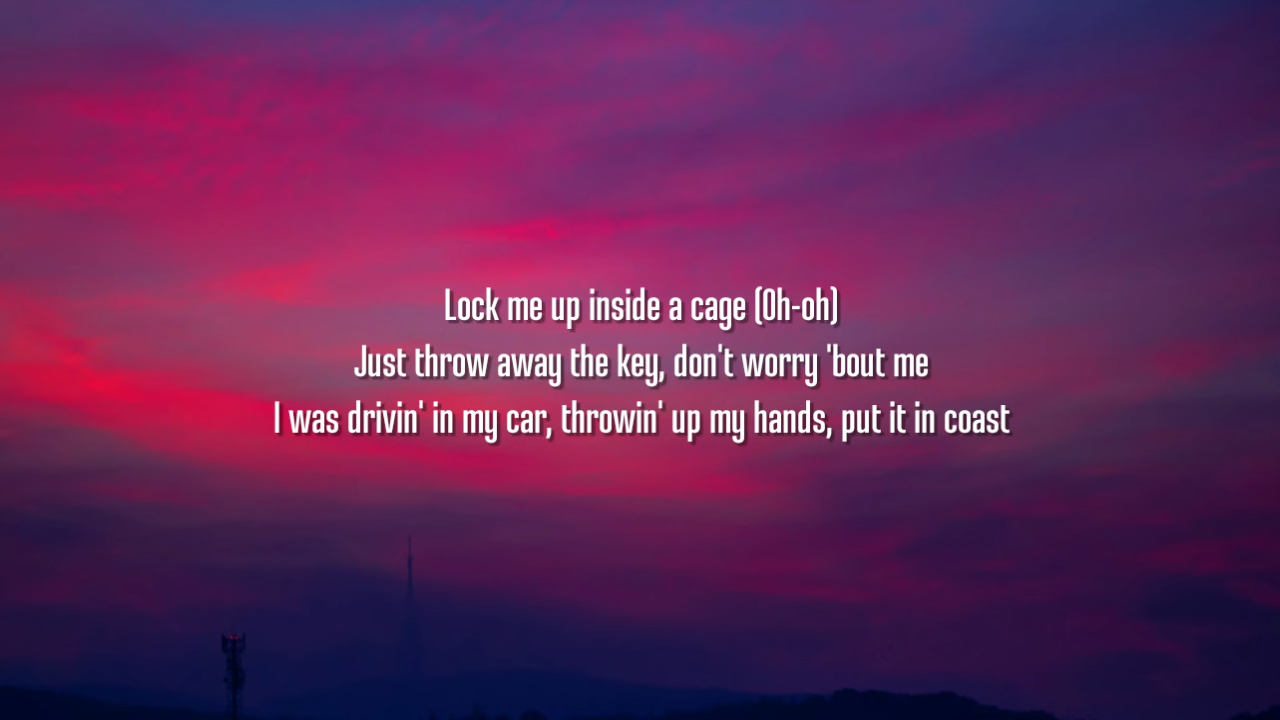 Lock me up inside a cage (Oh-oh)
Just throw away the key, don't worry 'bout me
I was drivin' in my car, throwin' up my hands, put it in coast